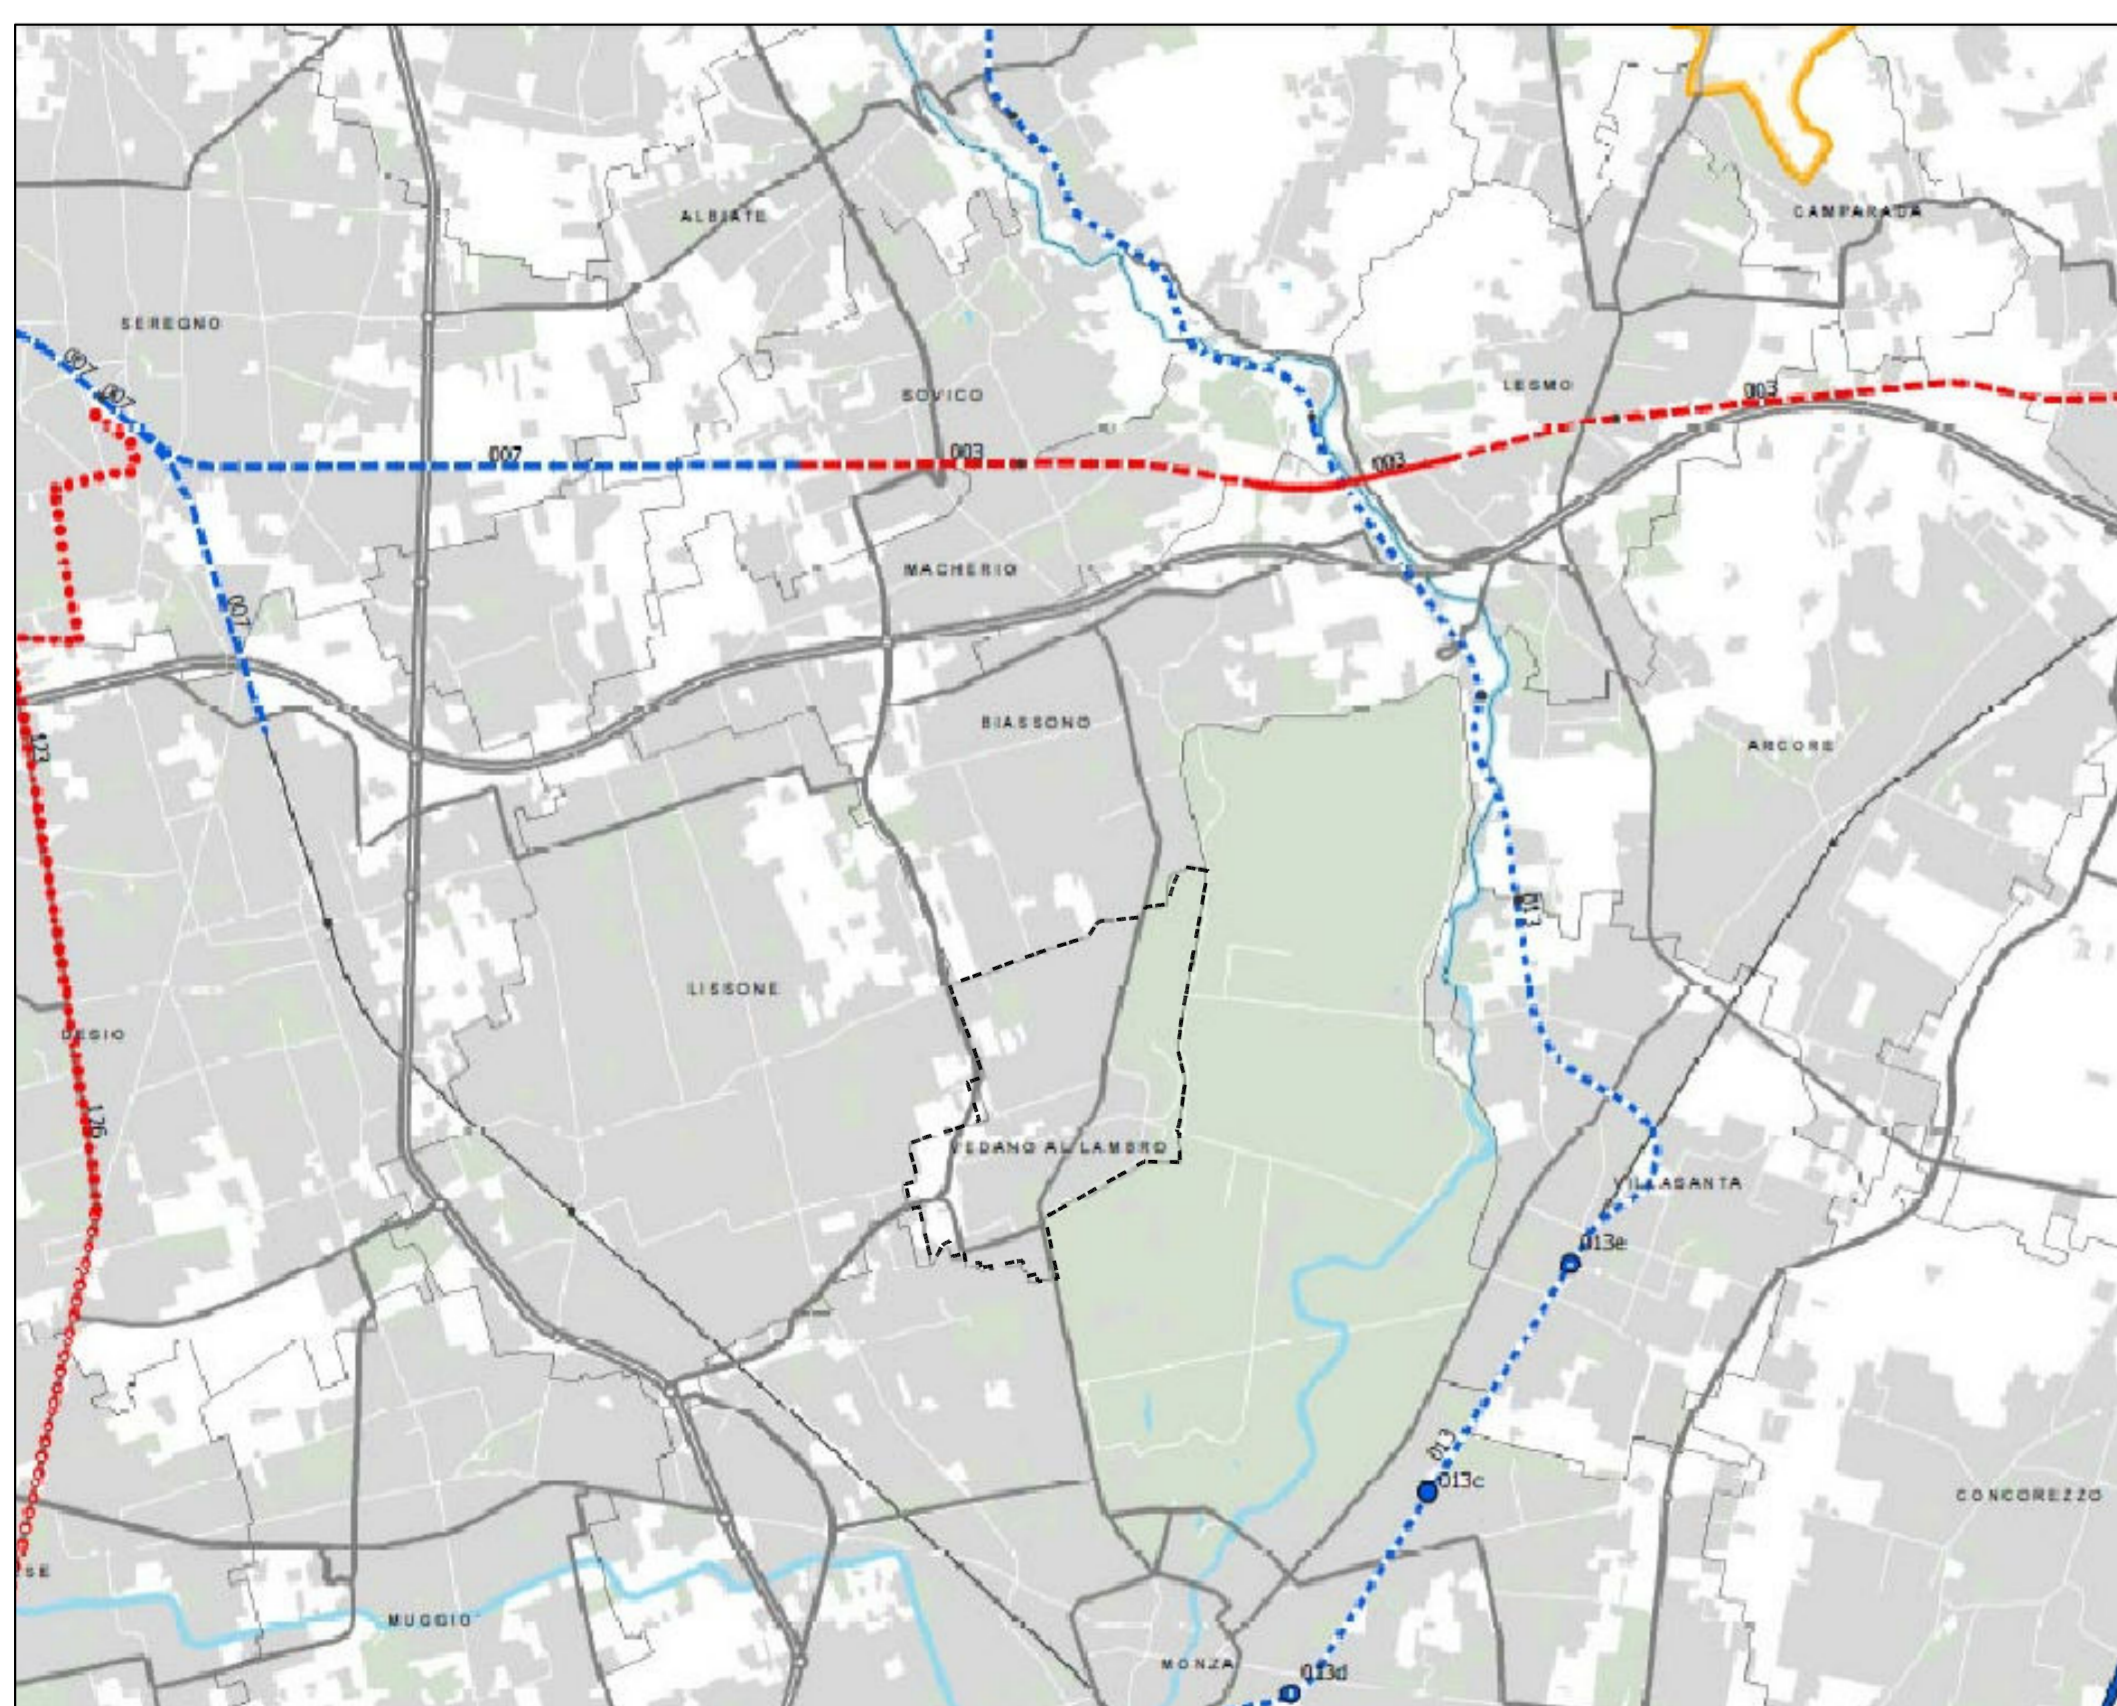 ALBIATE
CAMPARADA
SEREGNO
007
007
SOVICO
LESMO
003
007
003
003
MACHERIO
007
BIASSONO
ARCORE
123
013
LISSONE
DESIO
126
VEDANO AL LAMBRO
VILLASANTA
013e
013
013c
CONCOREZZO
SE
MUGGIO'
MONZA
013d